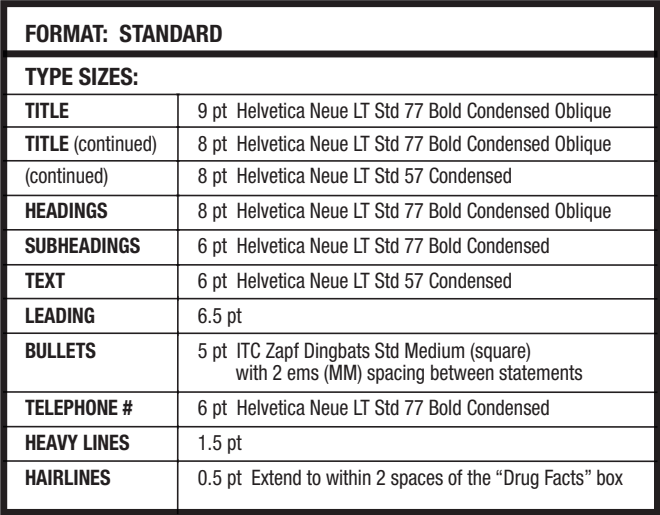 FORMAT: STANDARD
TYPE SIZES:
TITLE 9 pt Helvetica Neue LT Std 77 Bold Condensed Oblique
TITLE (continued) 8 pt Helvetica Neue LT Std 77 Bold Condensed Oblique
(continued) 8 pt Helvetica Neue LT Std 57 Condensed
HEADINGS 8 pt Helvetica Neue LT Std 77 Bold Condensed Oblique
SUBHEADINGS 6 pt Helvetica Neue LT Std 77 Bold Condensed
TEXT 6 pt Helvetica Neue LT Std 57 Condensed
LEADING 6.5 pt
BULLETS 5 pt ITC Zapf Dingbats Std Medium (square)
with 2 ems (MM) spacing between statements
TELEPHONE # 6 pt Helvetica Neue LT Std 77 Bold Condensed
HEAVY LINES 1.5 pt
HAIRLINES 0.5 pt Extend to within 2 spaces of the “Drug Facts” box